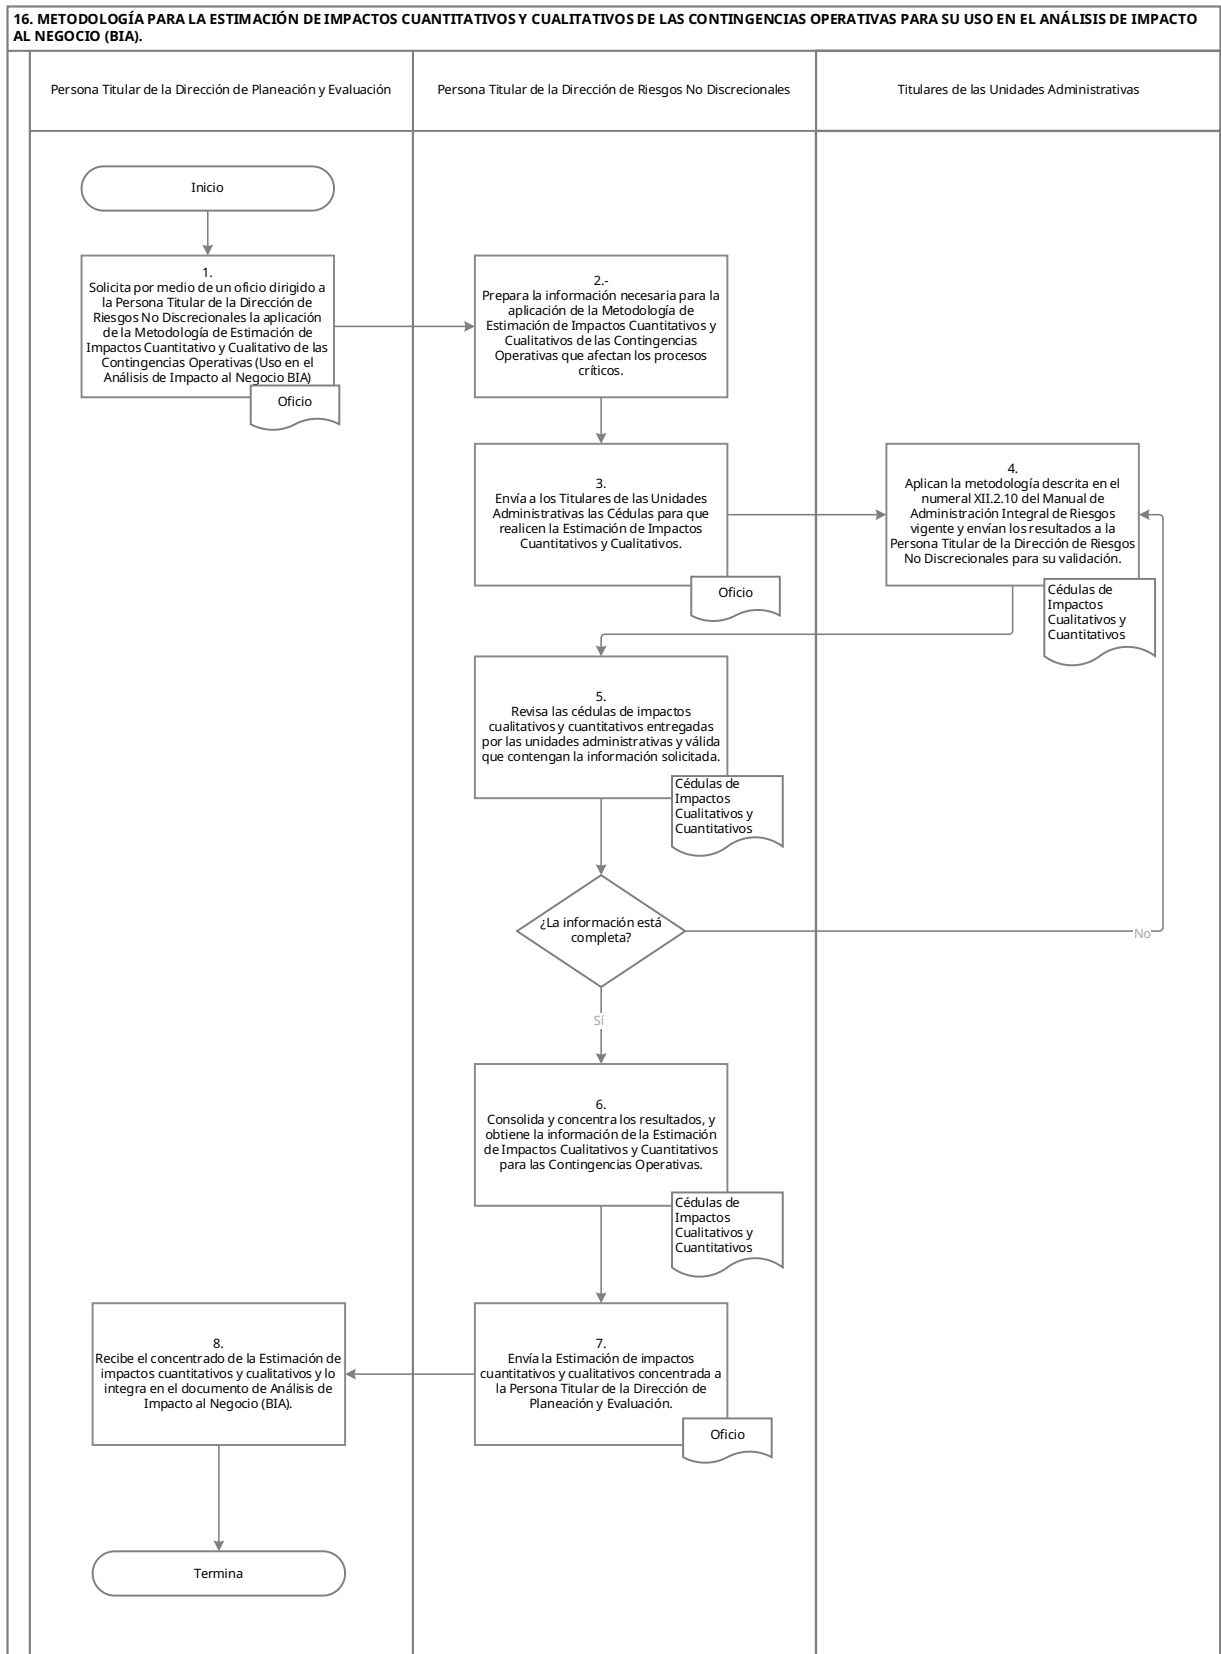 16. METODOLOGÍA PARA LA ESTIMACIÓN DE IMPACTOS CUANTITATIVOS Y CUALITATIVOS DE LAS CONTINGENCIAS OPERATIVAS PARA SU USO EN EL ANÁLISIS DE IMPACTO
AL NEGOCIO (BIA).
Persona Titular de la Dirección de Planeación y Evaluación
Persona Titular de la Dirección de Riesgos No Discrecionales
Titulares de las Unidades Administrativas
Inicio
1.
Solicita por medio de un oficio dirigido a
la Persona Titular de la Dirección de
Riesgos No Discrecionales la aplicación
de la Metodología de Estimación de
Impactos Cuantitativo y Cualitativo de las
Contingencias Operativas (Uso en el
Análisis de Impacto al Negocio BIA)
Oficio
2.-
Prepara la información necesaria para la
aplicación de la Metodología de
Estimación de Impactos Cuantitativos y
Cualitativos de las Contingencias
Operativas que afectan los procesos
críticos.
3.
Envía a los Titulares de las Unidades
Administrativas las Cédulas para que
realicen la Estimación de Impactos
Cuantitativos y Cualitativos.
Oficio
4.
Aplican la metodología descrita en el
numeral XII.2.10 del Manual de
Administración Integral de Riesgos
vigente y envían los resultados a la
Persona Titular de la Dirección de Riesgos
No Discrecionales para su validación.
Cédulas de
Impactos
Cualitativos y
Cuantitativos
5.
Revisa las cédulas de impactos
cualitativos y cuantitativos entregadas
por las unidades administrativas y válida
que contengan la información solicitada.
Cédulas de
Impactos
Cualitativos y
Cuantitativos
¿La información está
completa?
No
Sí
6.
Consolida y concentra los resultados, y
obtiene la información de la Estimación
de Impactos Cualitativos y Cuantitativos
para las Contingencias Operativas.
Cédulas de
Impactos
Cualitativos y
Cuantitativos
7.
Envía la Estimación de impactos
cuantitativos y cualitativos concentrada a
la Persona Titular de la Dirección de
Planeación y Evaluación.
Oficio
8.
Recibe el concentrado de la Estimación de
impactos cuantitativos y cualitativos y lo
integra en el documento de Análisis de
Impacto al Negocio (BIA).
Termina